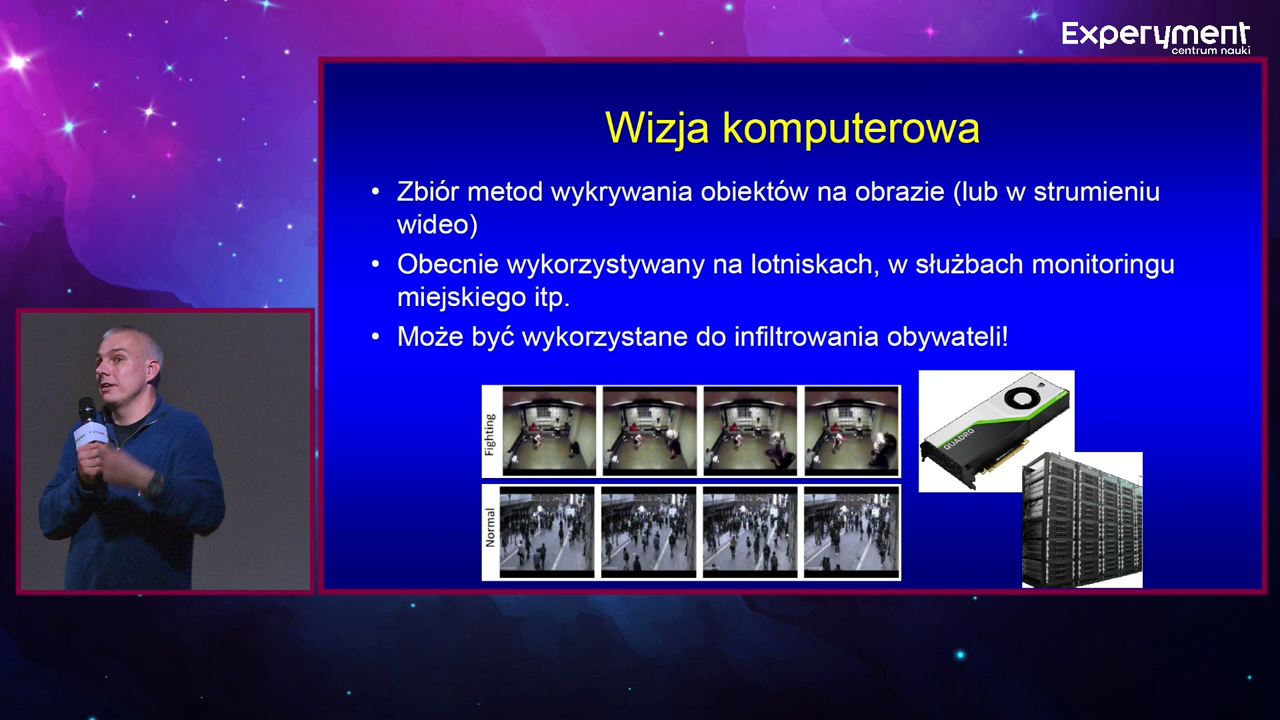 Experyment
centrum nauki
Wizja komputerowa
• Zbiór metod wykrywania obiektów na obrazie (lub w strumieniu
wideo)
• Obecnie wykorzystywany na lotniskach, w służbach monitoringu
miejskiego itp.
• Może być wykorzystane do infiltrowania obywateli!
Fighting
Normal
QUADRO